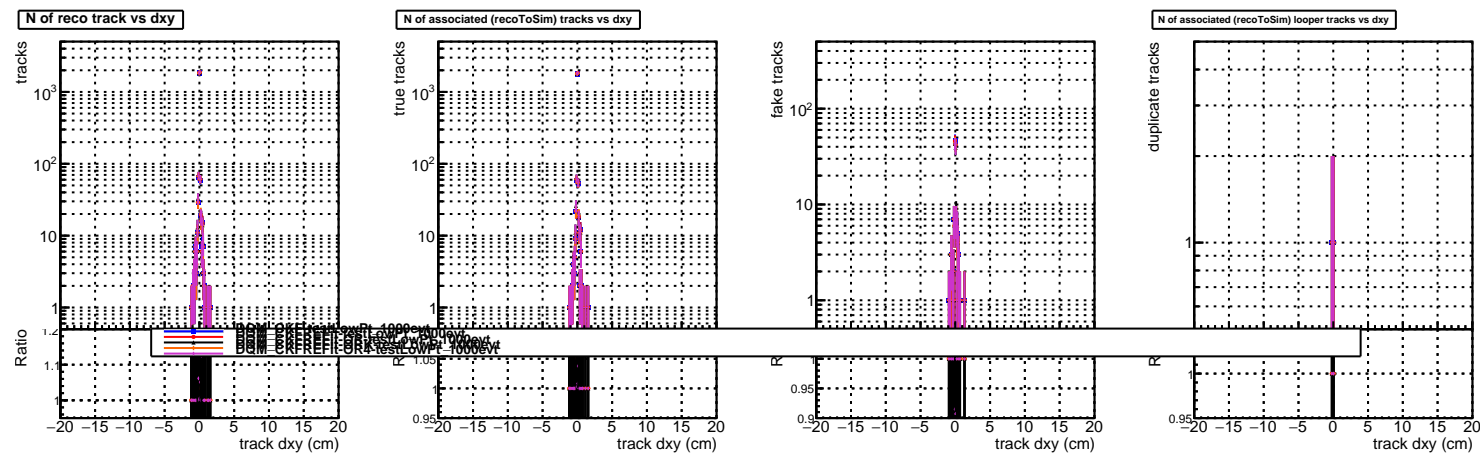 N of reco track vs dxy
N of associated (recoToSim) tracks vs dxy
N of associated (recoToSim) looper tracks vs dxy
tracks
10³
10²
10
1
true tracks
10³
10²
10
1
fake tracks
10²
10
1
duplicate tracks
1
Ratio
1.2
1.1
1
1.05
1
0.95
0.95
0.9
1
0.95
−20 −15 −10 −5 0 5 10 15 20
−20 −15 −10 −5 0 5 10 15 20
−20 −15 −10 −5 0 5 10 15 20
−20 −15 −10 −5 0 5 10 15 20
track dxy (cm)
track dxy (cm)
track dxy (cm)
track dxy (cm)